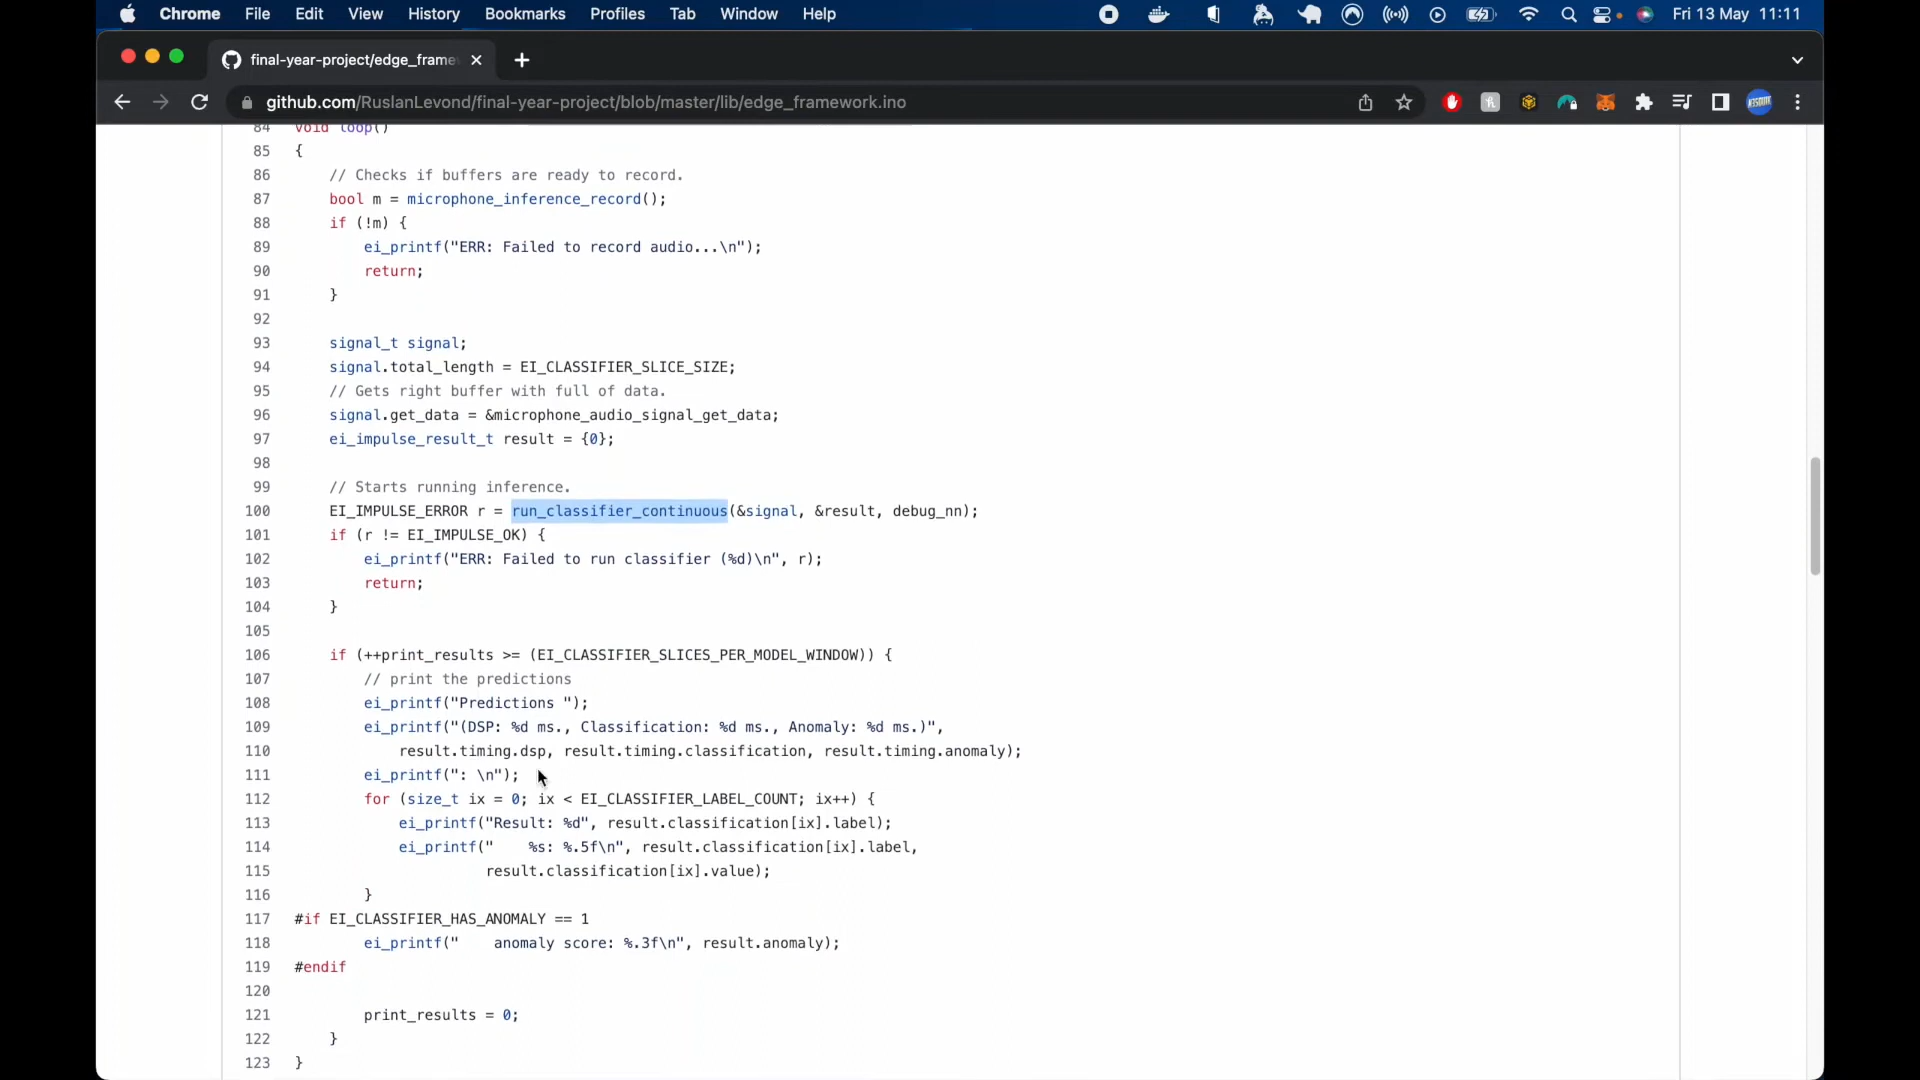 Chrome File Edit View History Bookmarks Profiles Tab Window Help Fri 13 May 11:11
final-year-project/edge_frame
github.com/RuslanLevond/final-year-project/blob/master/lib/edge_framework.ino
84 void loop()
85 {
86 // Checks if buffers are ready to record.
87 bool m = microphone_inference_record();
88 if (!m) {
89 ei_printf("ERR: Failed to record audio...\n");
90 return;
91 }
92
93 signal_t signal;
94 signal.total_length = EI_CLASSIFIER_SLICE_SIZE;
95 // Gets right buffer with full of data.
96 signal.get_data = &microphone_audio_signal_get_data;
97 ei_impulse_result_t result = {0};
98
99 // Starts running inference.
100 EI_IMPULSE_ERROR r = run_classifier_continuous(&signal, &result, debug_nn);
101 if (r != EI_IMPULSE_OK) {
102 ei_printf("ERR: Failed to run classifier (%d)\n", r);
103 return;
104 }
105
106 if (++print_results >= (EI_CLASSIFIER_SLICES_PER_MODEL_WINDOW)) {
107 // print the predictions
108 ei_printf("Predictions ");
109 ei_printf("(DSP: %d ms., Classification: %d ms., Anomaly: %d ms.)",
110 result.timing.dsp, result.timing.classification, result.timing.anomaly);
111 ei_printf(": \n");
112 for (size_t ix = 0; ix < EI_CLASSIFIER_LABEL_COUNT; ix++) {
113 ei_printf("Result: %d", result.classification[ix].label);
114 ei_printf("    %s: %.5f\n", result.classification[ix].label,
115 result.classification[ix].value);
116 }
117 #if EI_CLASSIFIER_HAS_ANOMALY == 1
118 ei_printf("    anomaly score: %.3f\n", result.anomaly);
119 #endif
120
121 print_results = 0;
122 }
123 }